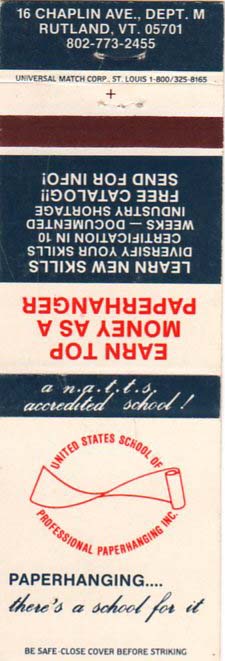 16 CHAPLIN AVE., DEPT. M
RUTLAND, VT. 05701
802-773-2455
UNIVERSAL MATCH CORP., ST. LOUIS 1-800/325-8165
+
EARN TOP
MONEY AS A
PAPERHANGER
LEARN NEW SKILLS
DIVERSIFY YOUR SKILLS
CERTIFICATION IN 10
WEEKS — DOCUMENTED
INDUSTRY SHORTAGE
FREE CATALOG!!
SEND FOR INFO!
a n.a.t.t.s.
accredited school!
UNITED STATES SCHOOL OF
PROFESSIONAL PAPERHANGING INC.
PAPERHANGING....
there's a school for it
BE SAFE-CLOSE COVER BEFORE STRIKING